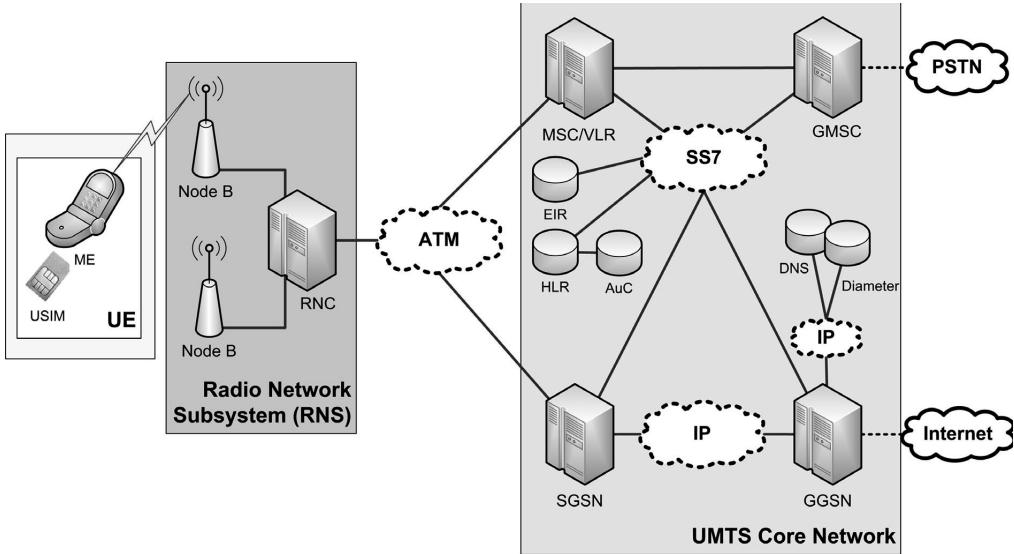 ME
USIM
UE
Node B
Node B
RNC
Radio Network
Subsystem (RNS)
ATM
MSC/VLR
GMSC
PSTN
SS7
EIR
HLR
AuC
DNS
Diameter
IP
SGSN
IP
GGSN
Internet
UMTS Core Network